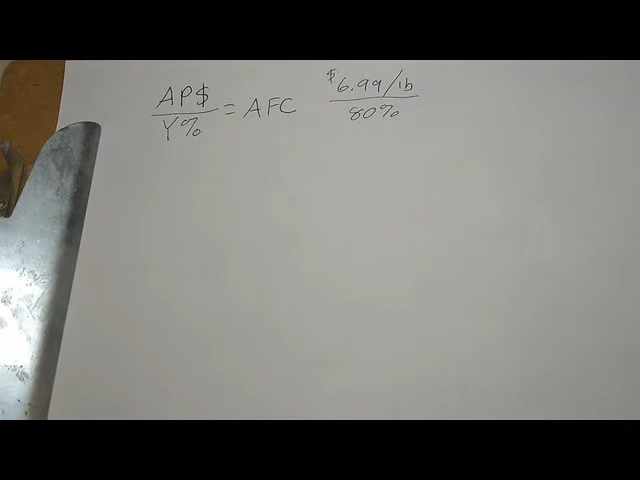 AP$ / Y% = AFC
$6.99/lb / 80%